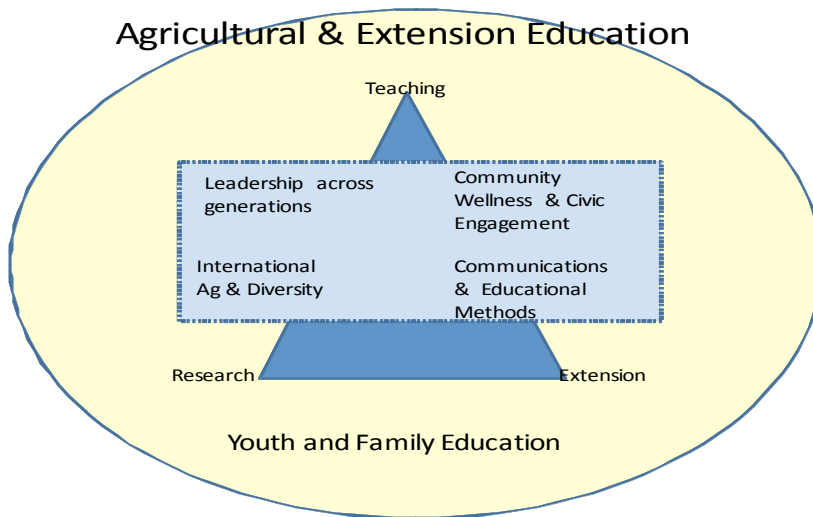 Agricultural & Extension Education
Teaching
Leadership across
generations
Community
Wellness & Civic
Engagement
International
Ag & Diversity
Communications
& Educational
Methods
Research
Extension
Youth and Family Education